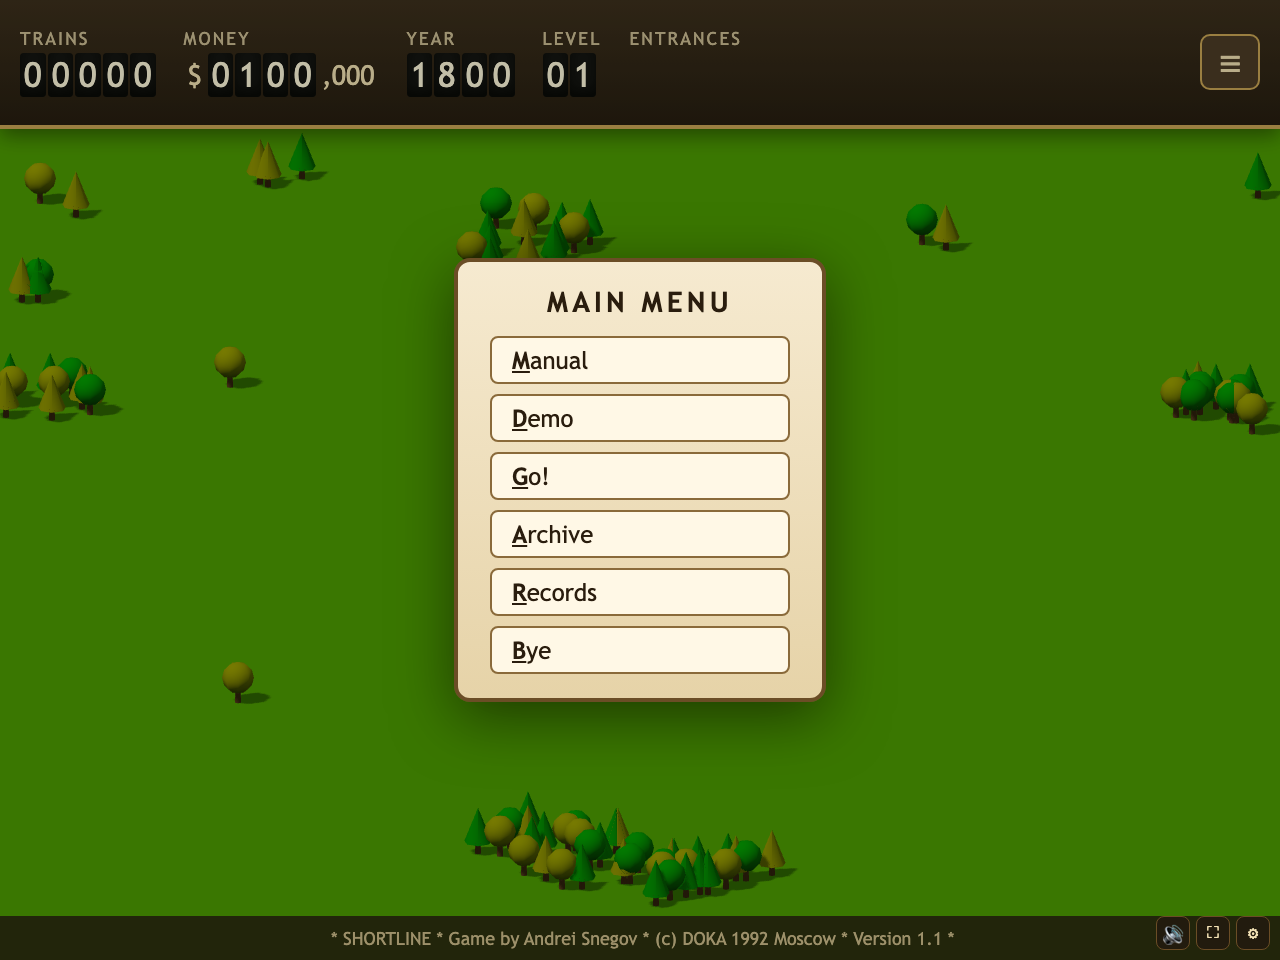 TRAINS MONEY YEAR LEVEL ENTRANCES
00000 $0100,000 1800 01
MAIN MENU
Manual
Demo
Go!
Archive
Records
Bye
* SHORTLINE * Game by Andrei Snegov * (c) DOKA 1992 Moscow * Version 1.1 *